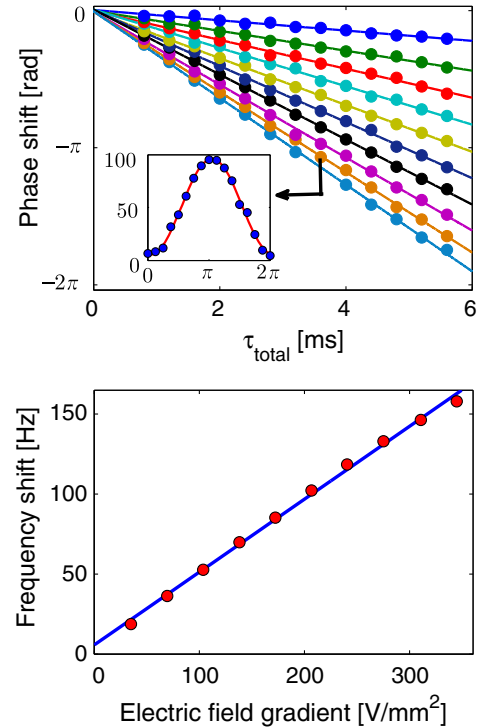 0
-π
-2π
Phase shift [rad]
100
50
0
0 π 2π
0 2 4 6
τ_total [ms]
150
100
50
0
Frequency shift [Hz]
0 100 200 300
Electric field gradient [V/mm²]